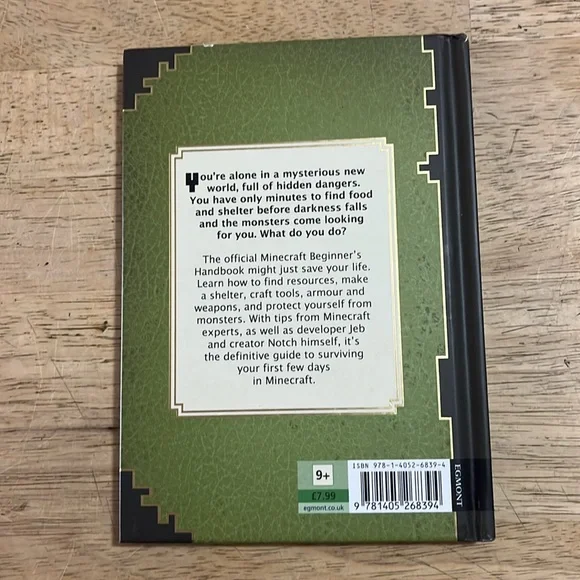 You're alone in a mysterious new
world, full of hidden dangers.
You have only minutes to find food
and shelter before darkness falls
and the monsters come looking
for you. What do you do?
The official Minecraft Beginner's
Handbook might just save your life.
Learn how to find resources, make
a shelter, craft tools, armour and
weapons, and protect yourself from
monsters. With tips from Minecraft
experts, as well as developer Jeb
and creator Notch himself, it's
the definitive guide to surviving
your first few days
in Minecraft.
9+
£7.99
egmont.co.uk
ISBN 978-1-4052-6839-4
9 781405 268394
EGMONT